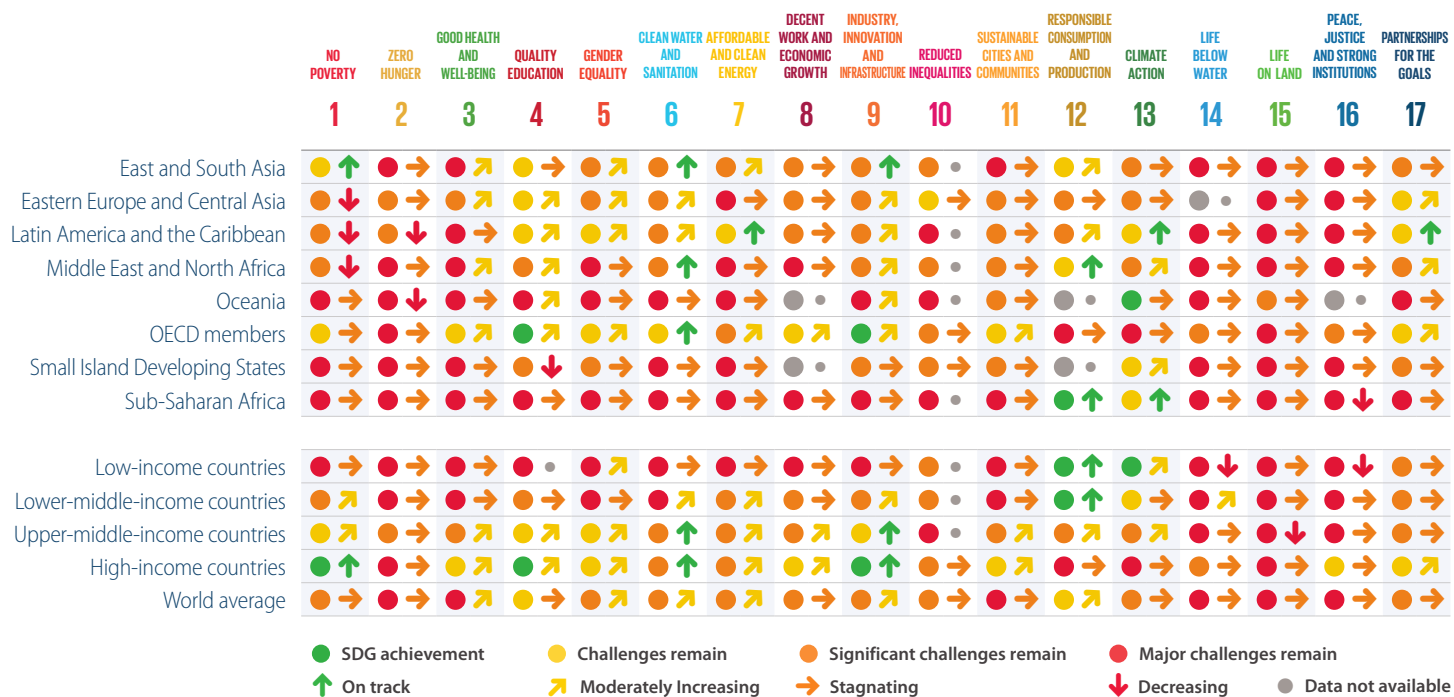 NO POVERTY
ZERO HUNGER
GOOD HEALTH AND WELL-BEING
QUALITY EDUCATION
GENDER EQUALITY
CLEAN WATER AND SANITATION
AFFORDABLE AND CLEAN ENERGY
DECENT WORK AND ECONOMIC GROWTH
INDUSTRY, INNOVATION AND INFRASTRUCTURE
REDUCED INEQUALITIES
SUSTAINABLE CITIES AND COMMUNITIES
RESPONSIBLE CONSUMPTION AND PRODUCTION
CLIMATE ACTION
LIFE BELOW WATER
LIFE ON LAND
PEACE, JUSTICE AND STRONG INSTITUTIONS
PARTNERSHIPS FOR THE GOALS
1 2 3 4 5 6 7 8 9 10 11 12 13 14 15 16 17
East and South Asia
Eastern Europe and Central Asia
Latin America and the Caribbean
Middle East and North Africa
Oceania
OECD members
Small Island Developing States
Sub-Saharan Africa
Low-income countries
Lower-middle-income countries
Upper-middle-income countries
High-income countries
World average
SDG achievement Challenges remain Significant challenges remain Major challenges remain
On track Moderately Increasing Stagnating Decreasing Data not available